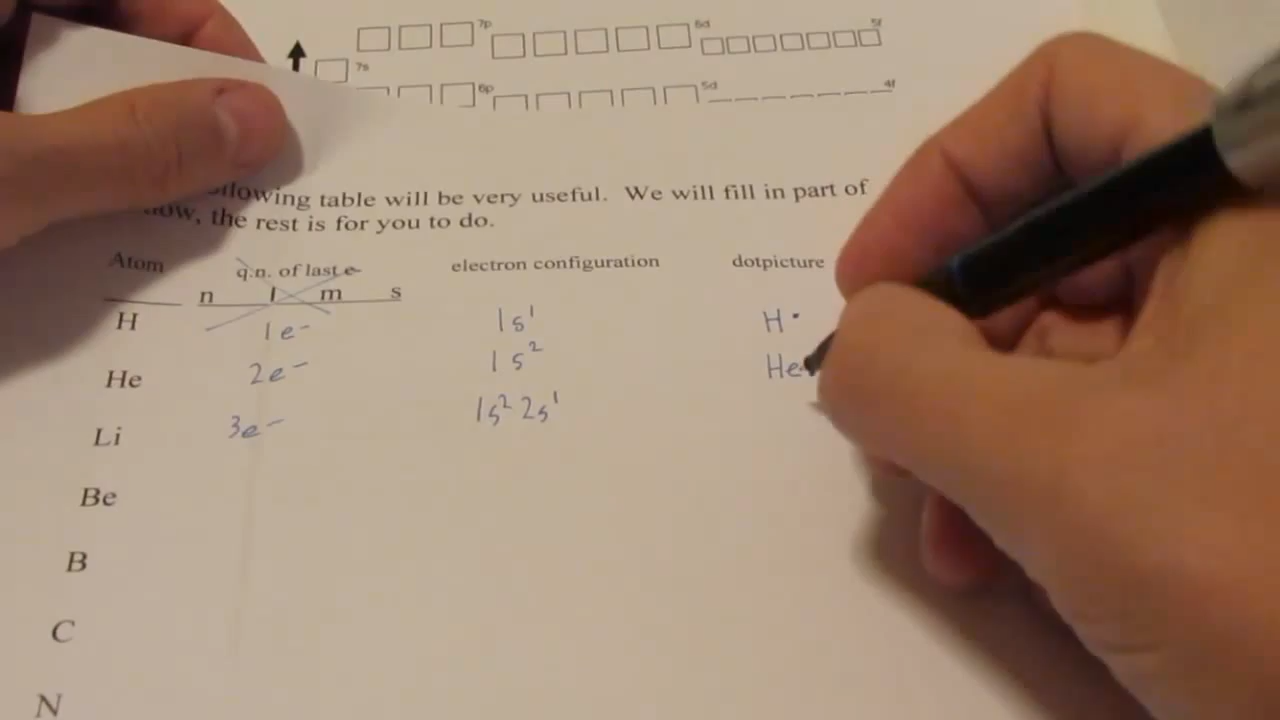 7p 6d 5f
7s
6p 5d 4f
table will be very useful. We will fill in part of
the rest is for you to do.
Atom q.n. of last e- electron configuration dotpicture
n l m s
H 1e- 1s¹ H·
He 2e- 1s² He
Li 3e- 1s² 2s¹
Be
B
C
N